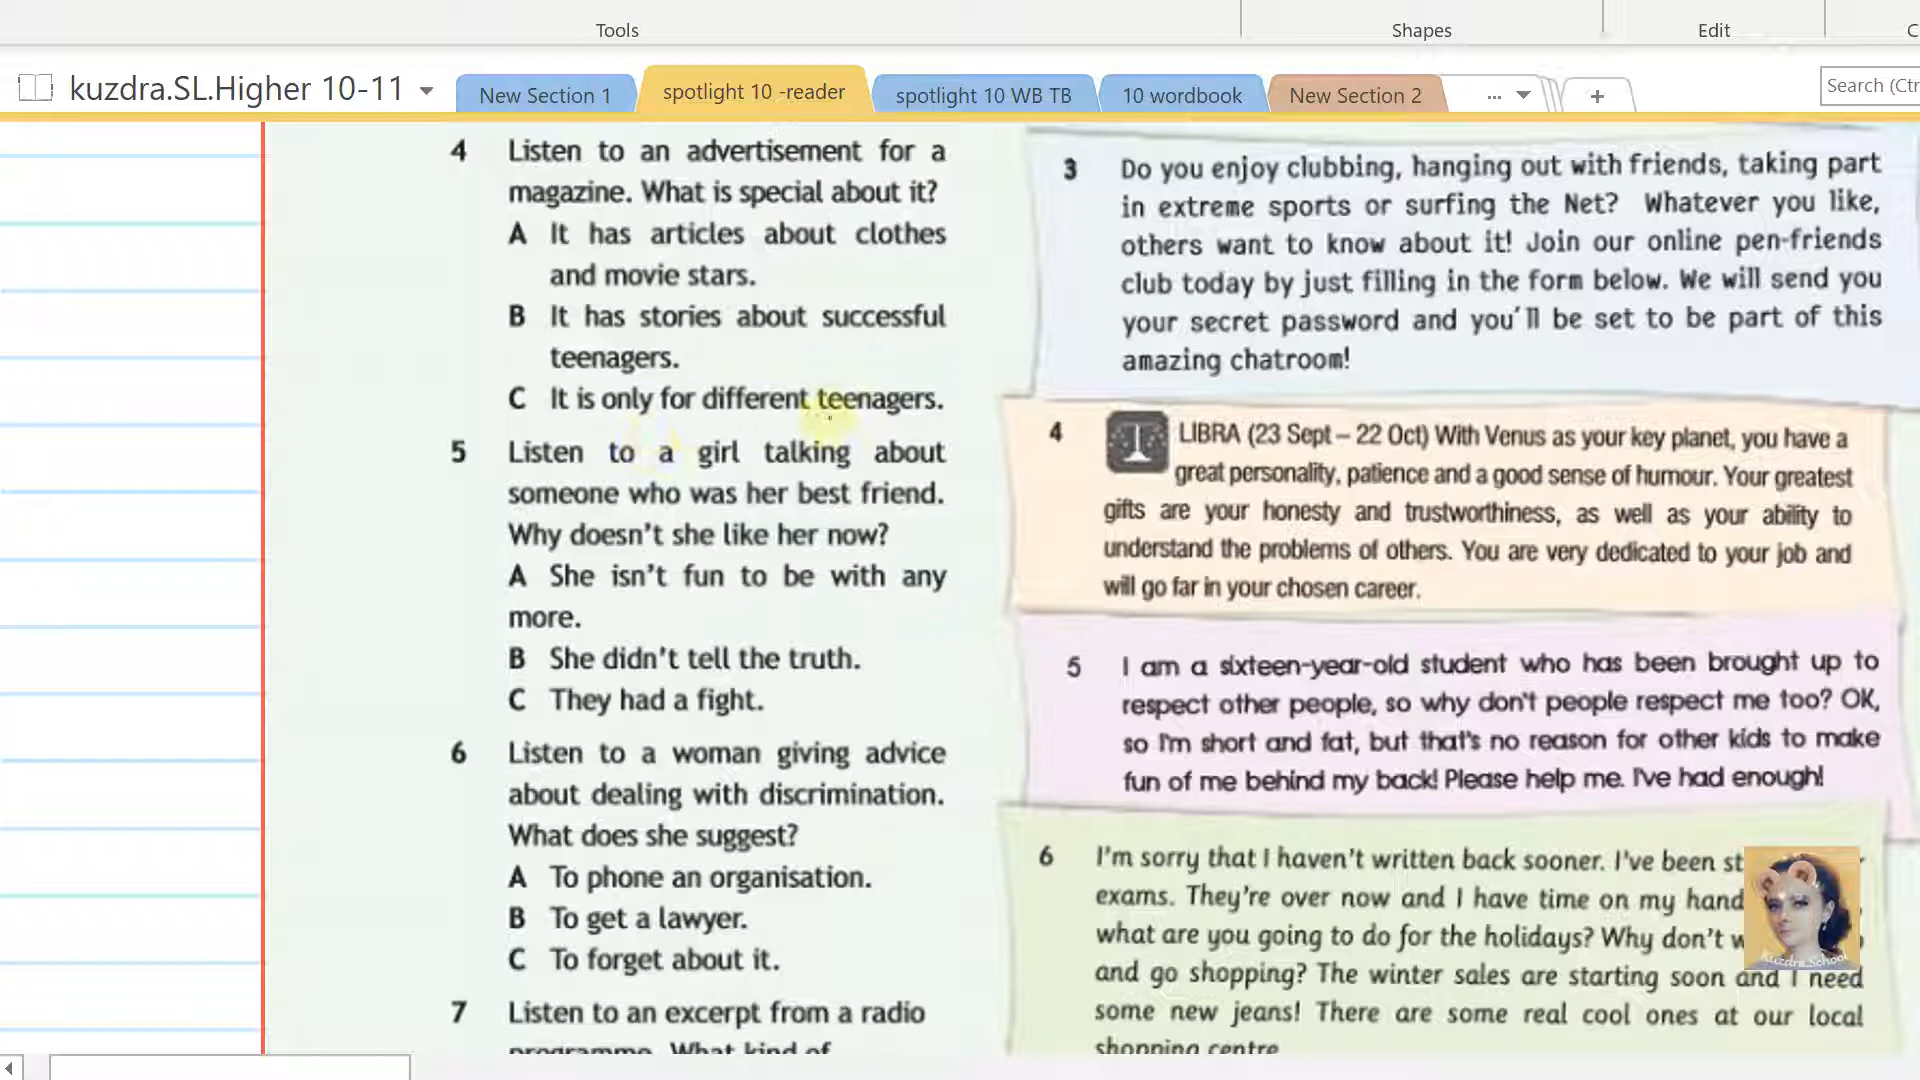 Tools
Shapes
Edit
C
kuzdra.SL.Higher 10-11
New Section 1
spotlight 10 -reader
spotlight 10 WB TB
10 wordbook
New Section 2
...
+
Search (Ctr
4 Listen to an advertisement for a
magazine. What is special about it?
A It has articles about clothes
and movie stars.
B It has stories about successful
teenagers.
C It is only for different teenagers.
5 Listen to a girl talking about
someone who was her best friend.
Why doesn't she like her now?
A She isn't fun to be with any
more.
B She didn't tell the truth.
C They had a fight.
6 Listen to a woman giving advice
about dealing with discrimination.
What does she suggest?
A To phone an organisation.
B To get a lawyer.
C To forget about it.
7 Listen to an excerpt from a radio
programme. What kind of
3 Do you enjoy clubbing, hanging out with friends, taking part
in extreme sports or surfing the Net? Whatever you like,
others want to know about it! Join our online pen-friends
club today by just filling in the form below. We will send you
your secret password and you'll be set to be part of this
amazing chatroom!
4 LIBRA (23 Sept – 22 Oct) With Venus as your key planet, you have a
great personality, patience and a good sense of humour. Your greatest
gifts are your honesty and trustworthiness, as well as your ability to
understand the problems of others. You are very dedicated to your job and
will go far in your chosen career.
5 I am a sixteen-year-old student who has been brought up to
respect other people, so why don't people respect me too? OK,
so I'm short and fat, but that's no reason for other kids to make
fun of me behind my back! Please help me. I've had enough!
6 I'm sorry that I haven't written back sooner. I've been st
exams. They're over now and I have time on my hand
what are you going to do for the holidays? Why don't w
and go shopping? The winter sales are starting soon and I need
some new jeans! There are some real cool ones at our local
shopping centre
Kuzdra.School